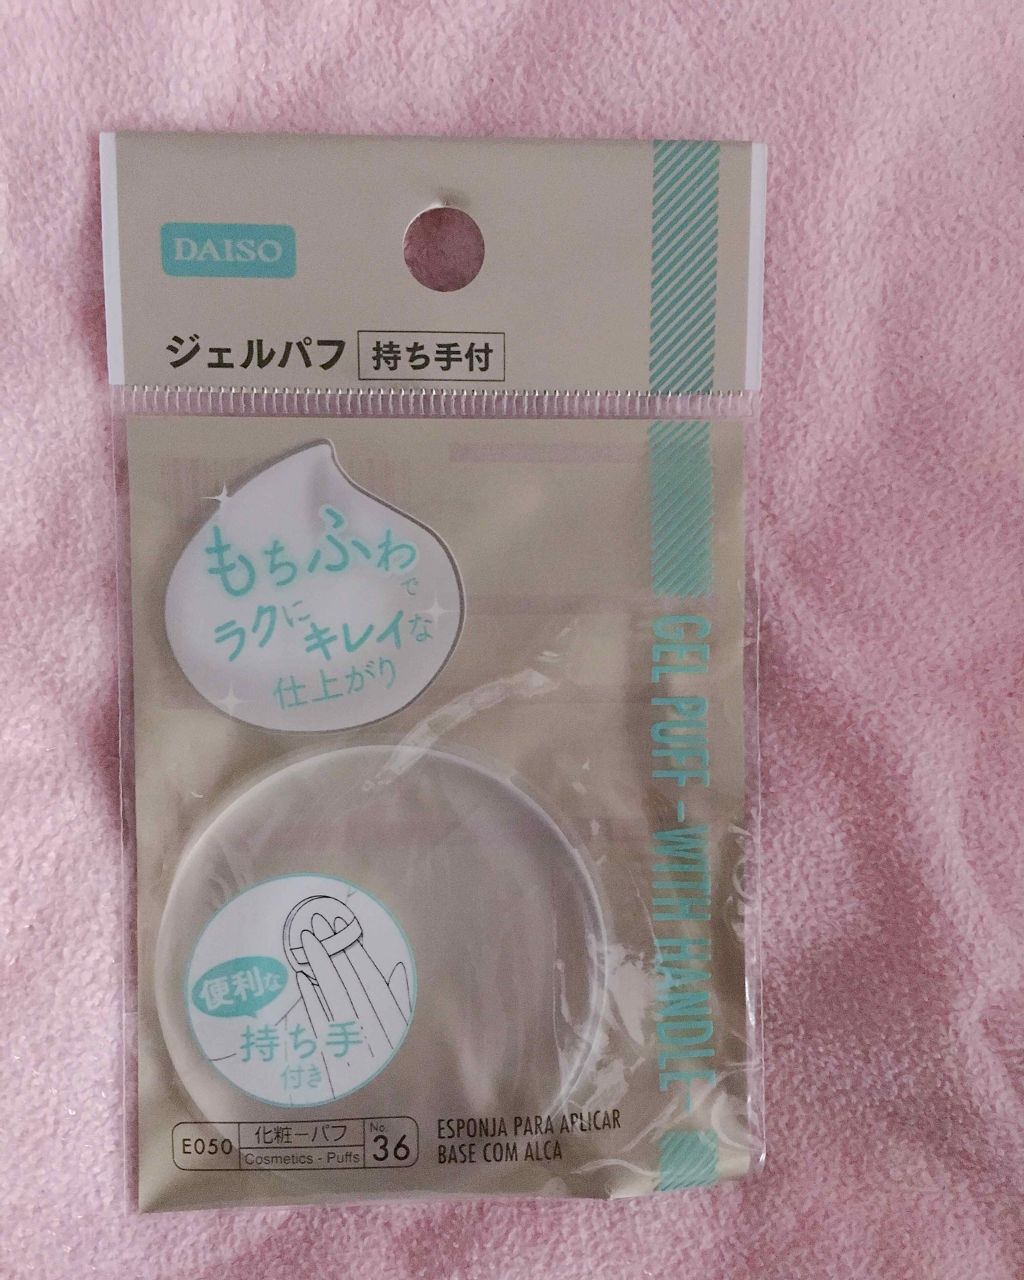 DAISO
ジェルパフ 持ち手付
もちふわで
ラクにキレイな
仕上がり
GEL PUFF - WITH HANDLE -
便利な
持ち手
付き
E050 化粧ーパフ Cosmetics - Puffs No. 36
ESPONJA PARA APLICAR
BASE COM ALCA